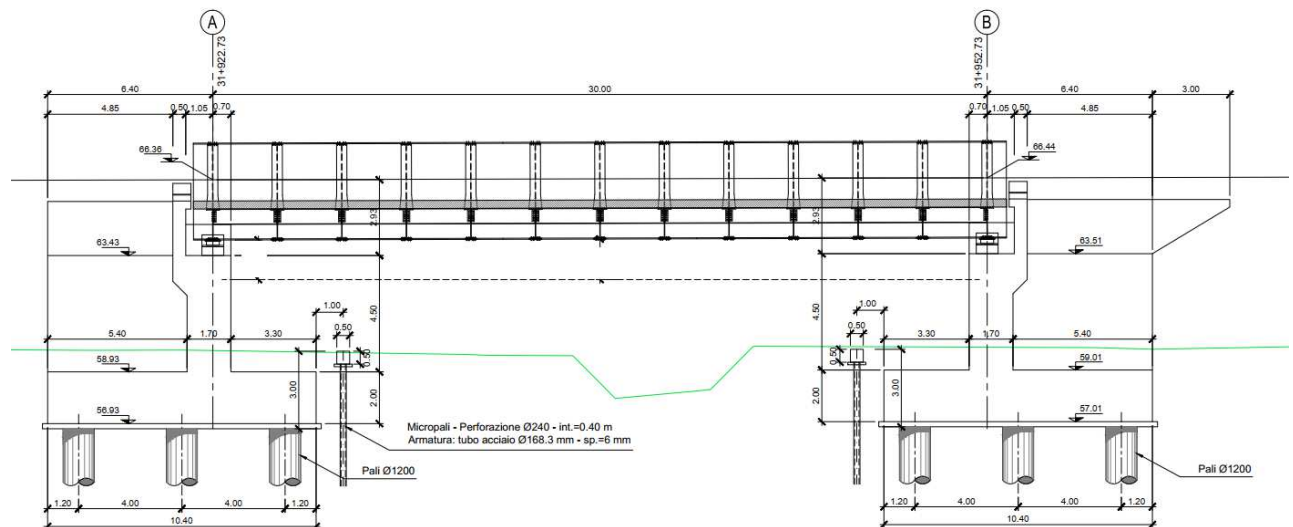 A B
31+922.73 31+952.73
6.40 30.00 6.40 3.00
4.85 0.50 1.05 0.70 0.70 1.05 0.50 4.85
66.36 66.44
2.93 2.93
63.43 63.51
4.50 4.50
1.00 1.00
0.50 0.50
5.40 1.70 3.30 3.30 1.70 5.40
0.50 0.50
58.93 59.01
3.00 2.00 2.00 3.00
56.93 57.01
Micropali - Perforazione Ø240 - int.=0.40 m
Armatura: tubo acciaio Ø168.3 mm - sp.=6 mm
Pali Ø1200 Pali Ø1200
1.20 4.00 4.00 1.20 1.20 4.00 4.00 1.20
10.40 10.40